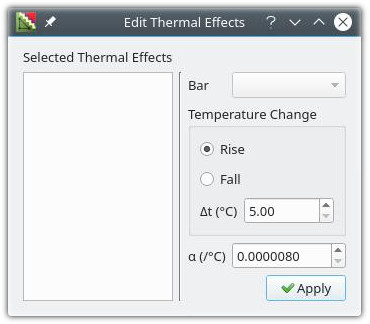 Edit Thermal Effects
Selected Thermal Effects
Bar
Temperature Change
Rise
Fall
Δt (°C) 5.00
α (/°C) 0.0000080
Apply